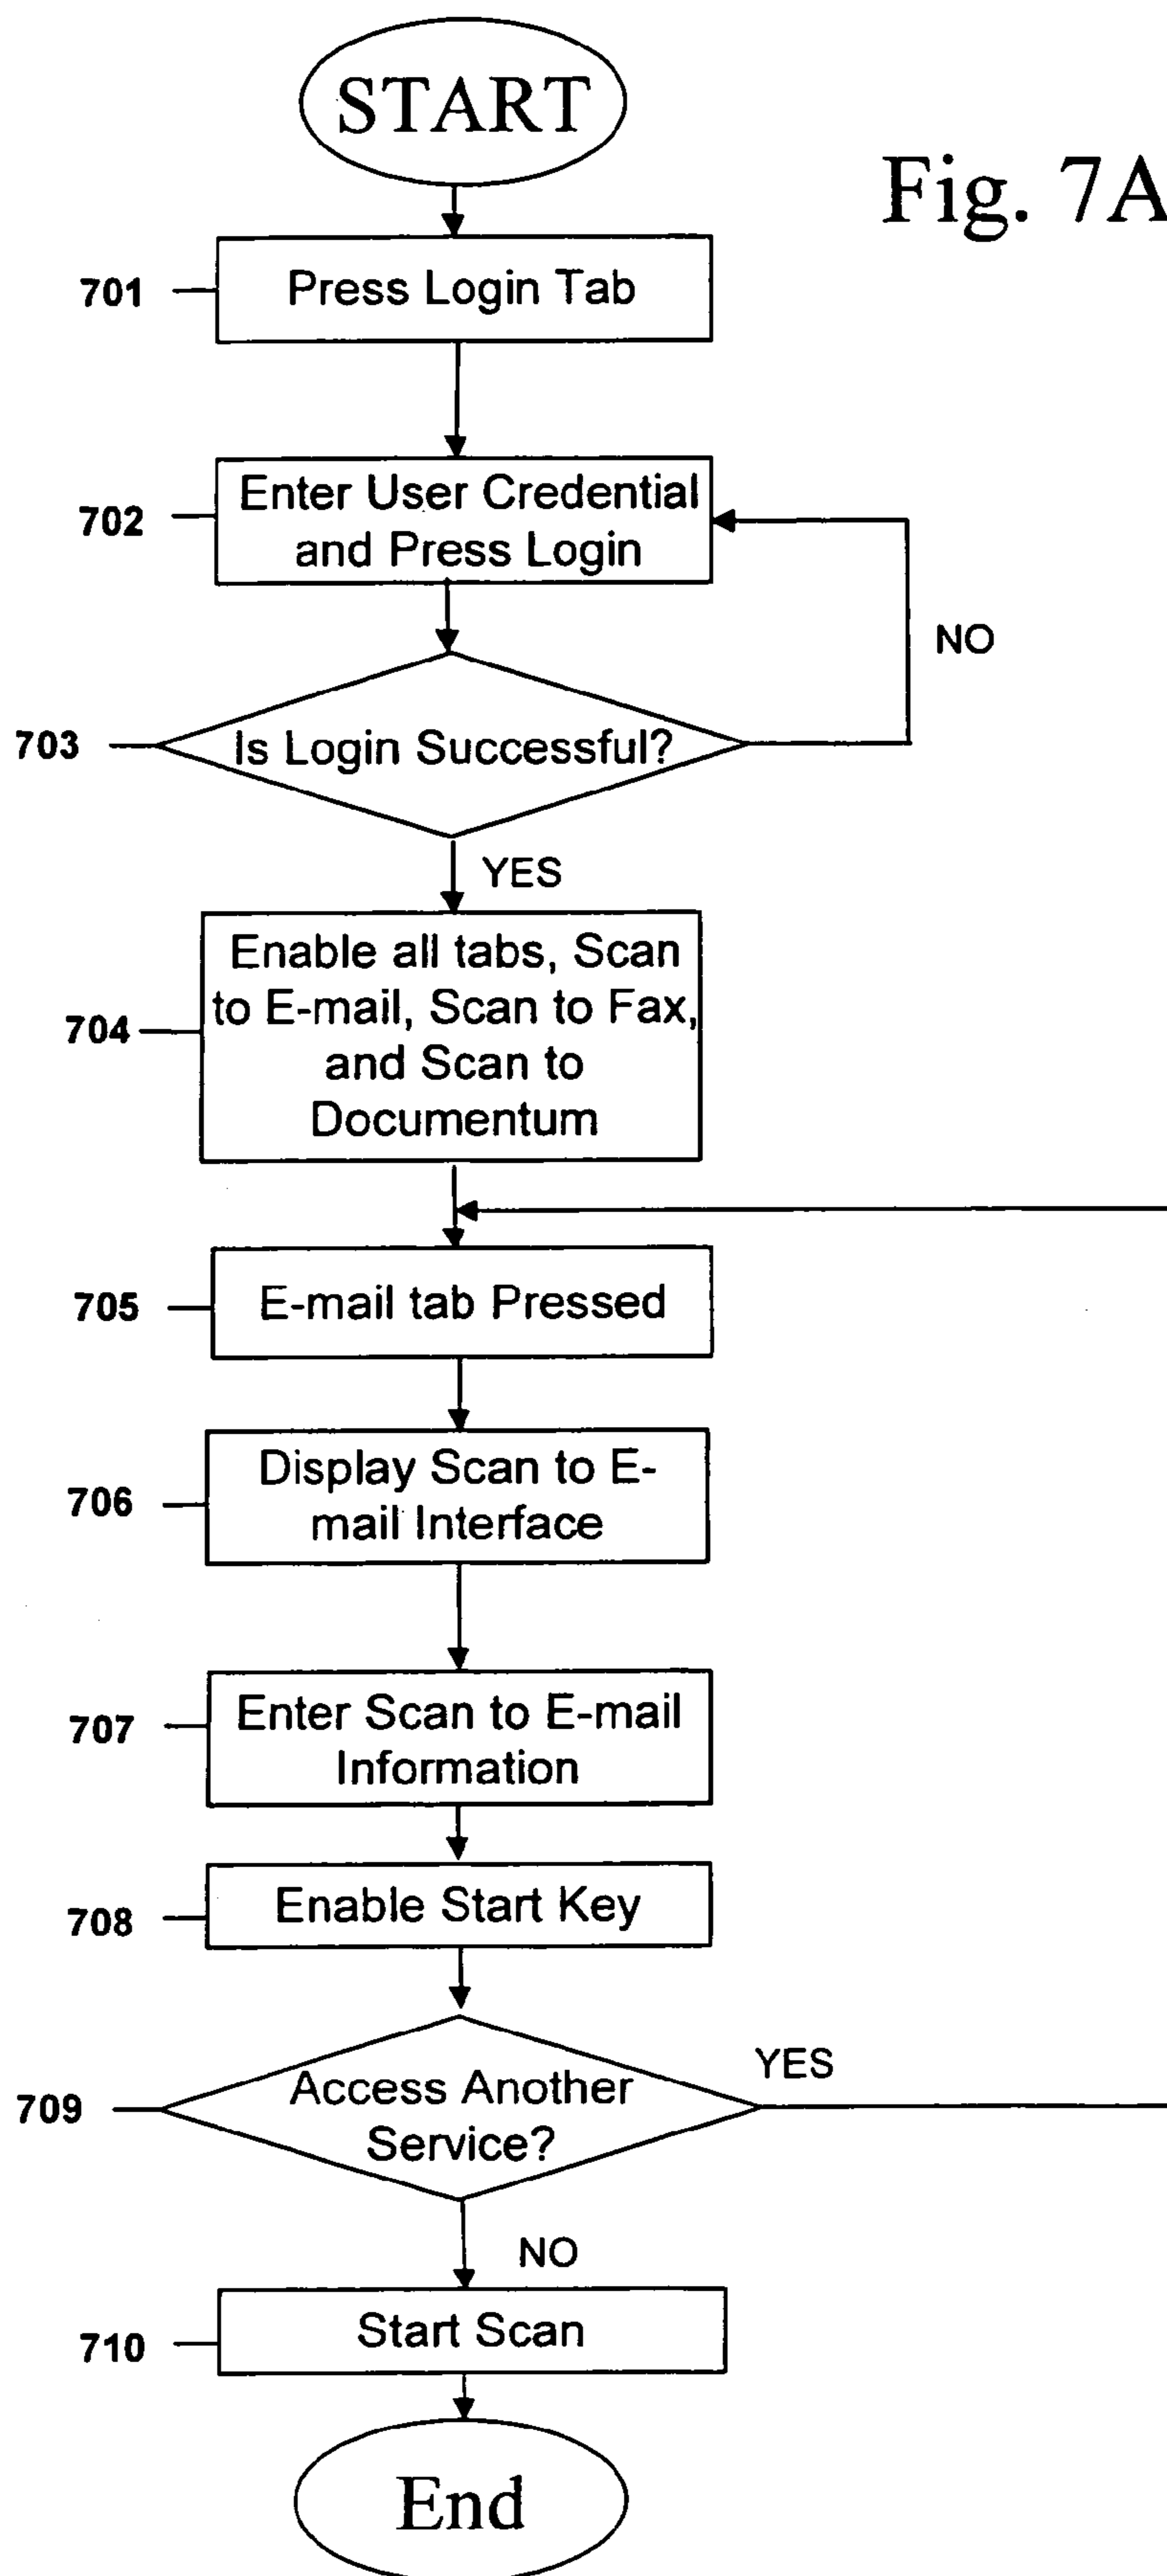 START
Fig. 7A
701
Press Login Tab
702
Enter User Credential
and Press Login
NO
703
Is Login Successful?
YES
704
Enable all tabs, Scan
to E-mail, Scan to Fax,
and Scan to
Documentum
705
E-mail tab Pressed
706
Display Scan to E-
mail Interface
707
Enter Scan to E-mail
Information
708
Enable Start Key
709
Access Another
Service?
YES
NO
710
Start Scan
End